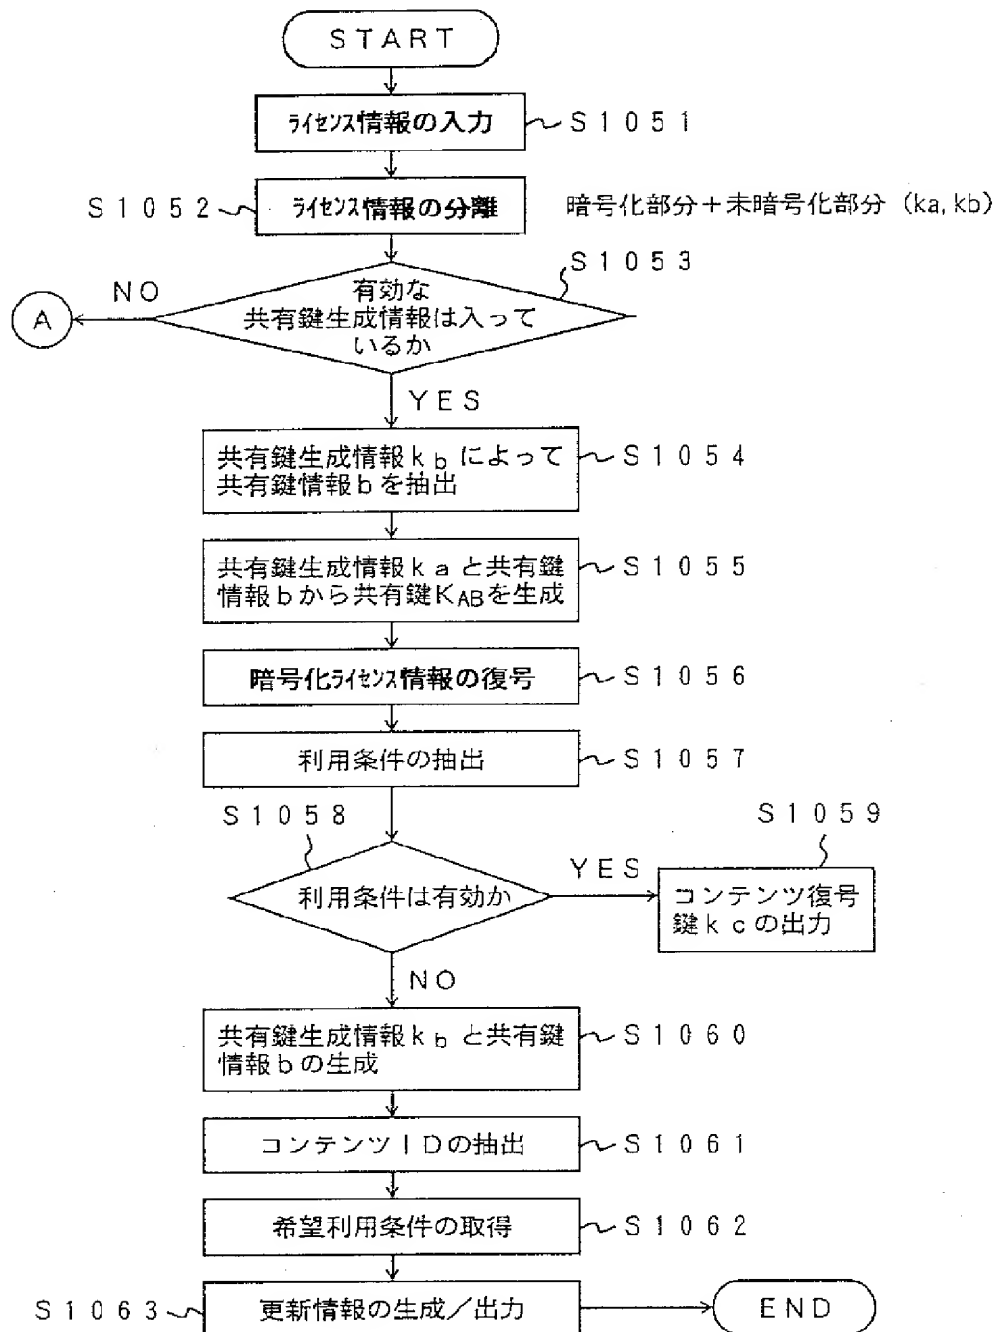 START
ライセンス情報の入力
S1051
S1052
ライセンス情報の分離
暗号化部分+未暗号化部分 (ka, kb)
S1053
有効な
共有鍵生成情報は入って
いるか
NO
A
YES
共有鍵生成情報kbによって
共有鍵情報bを抽出
S1054
共有鍵生成情報kaと共有鍵
情報bから共有鍵KABを生成
S1055
暗号化ライセンス情報の復号
S1056
利用条件の抽出
S1057
S1058
利用条件は有効か
YES
S1059
コンテンツ復号
鍵kcの出力
NO
共有鍵生成情報kbと共有鍵
情報bの生成
S1060
コンテンツIDの抽出
S1061
希望利用条件の取得
S1062
S1063
更新情報の生成/出力
END